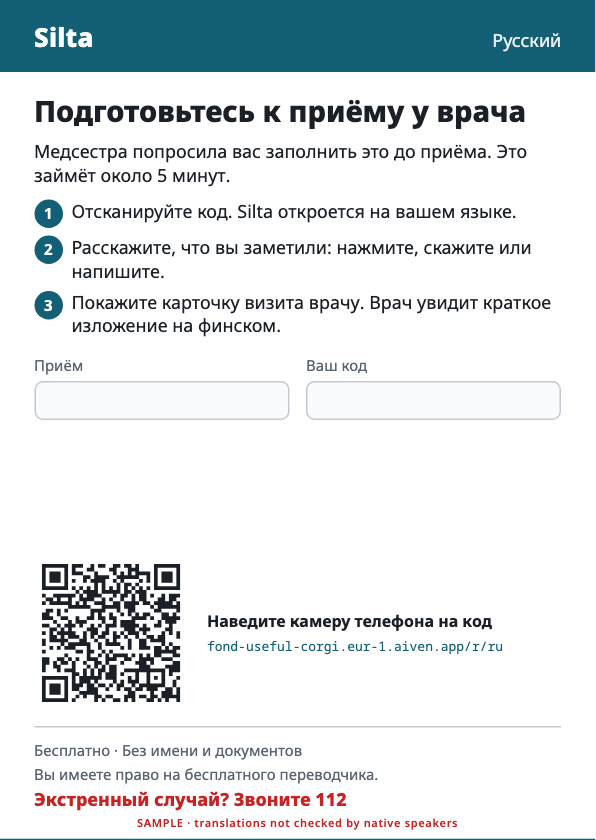 Silta
Русский
Подготовьтесь к приёму у врача
Медсестра попросила вас заполнить это до приёма. Это
займёт около 5 минут.
1 Отсканируйте код. Silta откроется на вашем языке.
2 Расскажите, что вы заметили: нажмите, скажите или
напишите.
3 Покажите карточку визита врачу. Врач увидит краткое
изложение на финском.
Приём
Ваш код
Наведите камеру телефона на код
fond-useful-corgi.eur-1.aiven.app/r/ru
Бесплатно · Без имени и документов
Вы имеете право на бесплатного переводчика.
Экстренный случай? Звоните 112
SAMPLE · translations not checked by native speakers